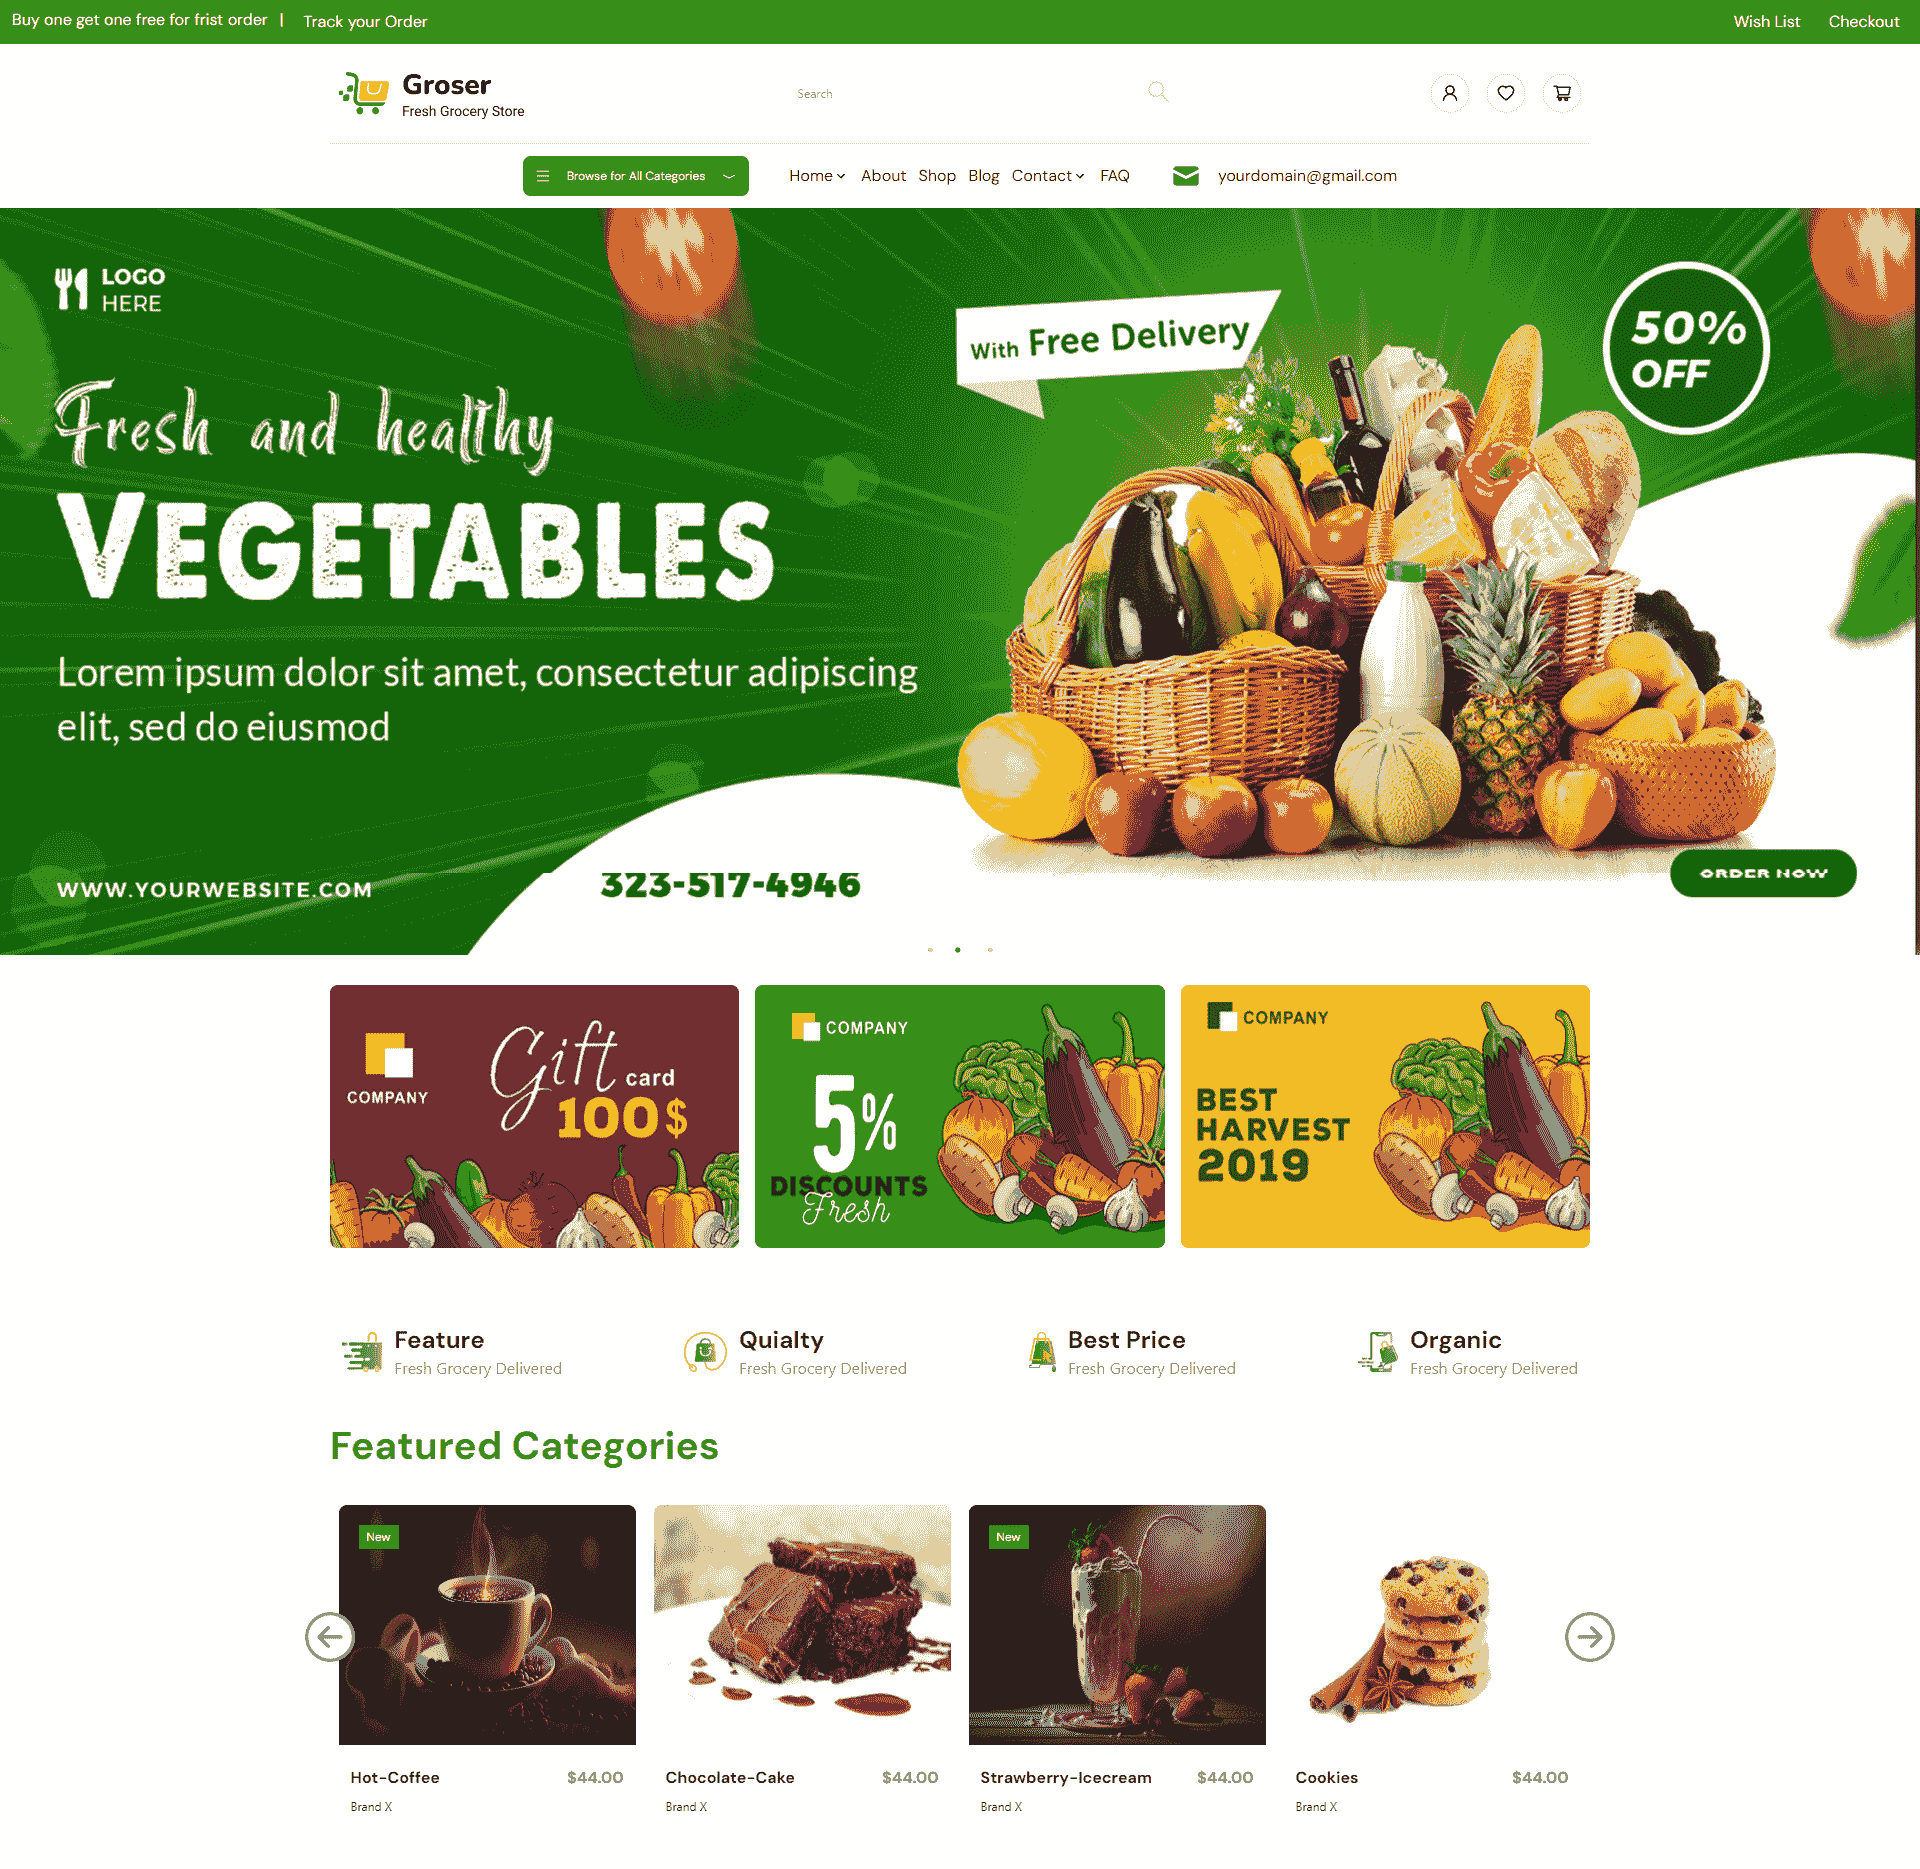 Buy one get one free for frist order | Track your Order
Wish List Checkout
Groser
Fresh Grocery Store
Search
Browse for All Categories
Home About Shop Blog Contact FAQ
yourdomain@gmail.com
LOGO
HERE
With Free Delivery
50%
OFF
Fresh and healthy
VEGETABLES
Lorem ipsum dolor sit amet, consectetur adipiscing
elit, sed do eiusmod
WWW.YOURWEBSITE.COM
323-517-4946
ORDER NOW
COMPANY
Gift card
100$
COMPANY
5%
DISCOUNTS
Fresh
COMPANY
BEST
HARVEST
2019
Feature
Fresh Grocery Delivered
Quialty
Fresh Grocery Delivered
Best Price
Fresh Grocery Delivered
Organic
Fresh Grocery Delivered
Featured Categories
New
Hot-Coffee $44.00
Brand X
Chocolate-Cake $44.00
Brand X
New
Strawberry-Icecream $44.00
Brand X
Cookies $44.00
Brand X